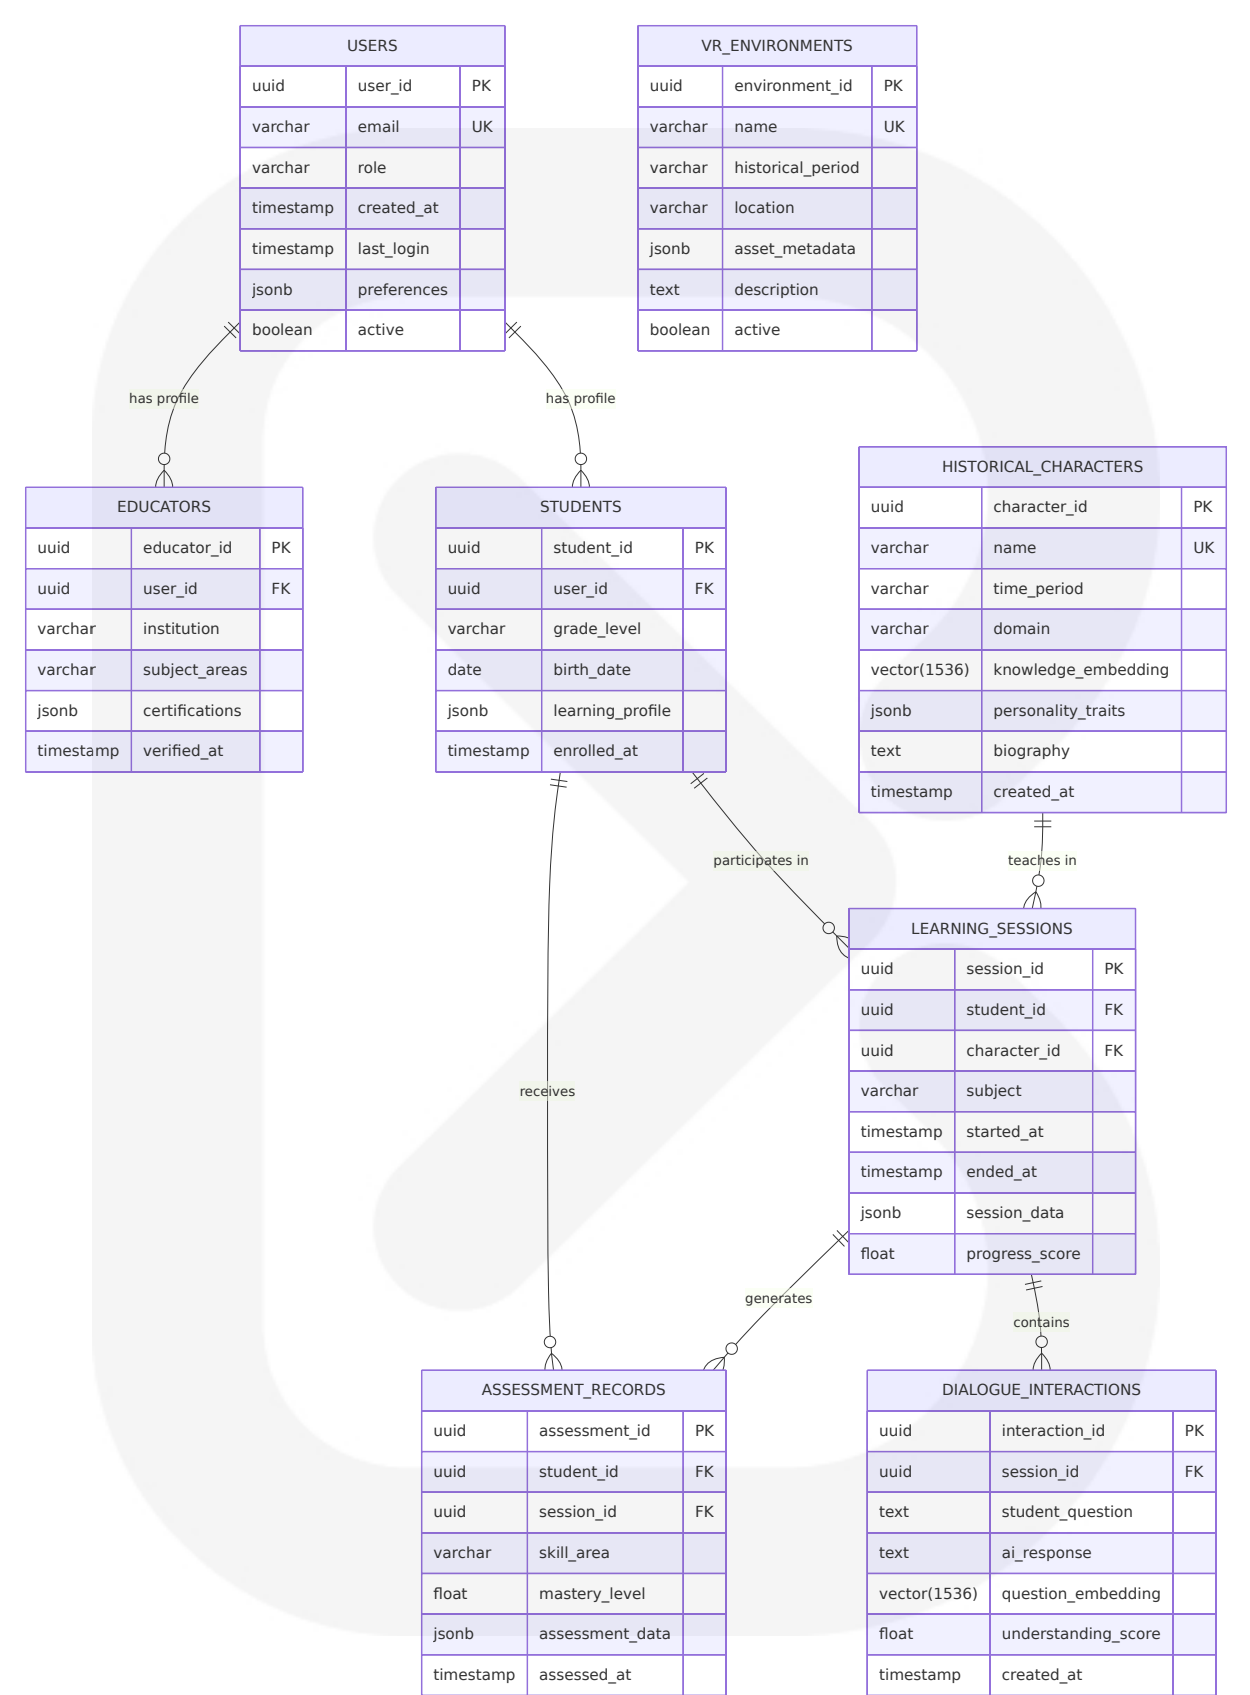 USERS
uuid user_id PK
varchar email UK
varchar role
timestamp created_at
timestamp last_login
jsonb preferences
boolean active
VR_ENVIRONMENTS
uuid environment_id PK
varchar name UK
varchar historical_period
varchar location
jsonb asset_metadata
text description
boolean active
has profile
has profile
EDUCATORS
uuid educator_id PK
uuid user_id FK
varchar institution
varchar subject_areas
jsonb certifications
timestamp verified_at
STUDENTS
uuid student_id PK
uuid user_id FK
varchar grade_level
date birth_date
jsonb learning_profile
timestamp enrolled_at
HISTORICAL_CHARACTERS
uuid character_id PK
varchar name UK
varchar time_period
varchar domain
vector(1536) knowledge_embedding
jsonb personality_traits
text biography
timestamp created_at
participates in
teaches in
LEARNING_SESSIONS
uuid session_id PK
uuid student_id FK
uuid character_id FK
varchar subject
timestamp started_at
timestamp ended_at
jsonb session_data
float progress_score
receives
generates
contains
ASSESSMENT_RECORDS
uuid assessment_id PK
uuid student_id FK
uuid session_id FK
varchar skill_area
float mastery_level
jsonb assessment_data
timestamp assessed_at
DIALOGUE_INTERACTIONS
uuid interaction_id PK
uuid session_id FK
text student_question
text ai_response
vector(1536) question_embedding
float understanding_score
timestamp created_at